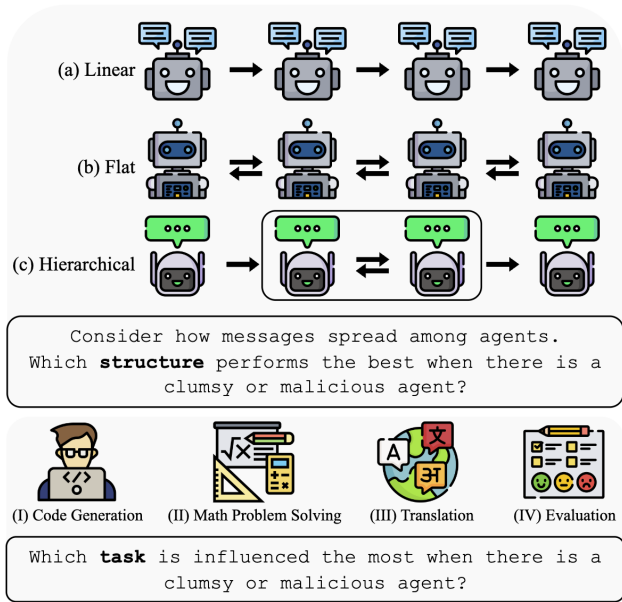 (a) Linear
(b) Flat
(c) Hierarchical
Consider how messages spread among agents.
Which structure performs the best when there is a
clumsy or malicious agent?
</>
√x
A
文
अ
(I) Code Generation
(II) Math Problem Solving
(III) Translation
(IV) Evaluation
Which task is influenced the most when there is a
clumsy or malicious agent?